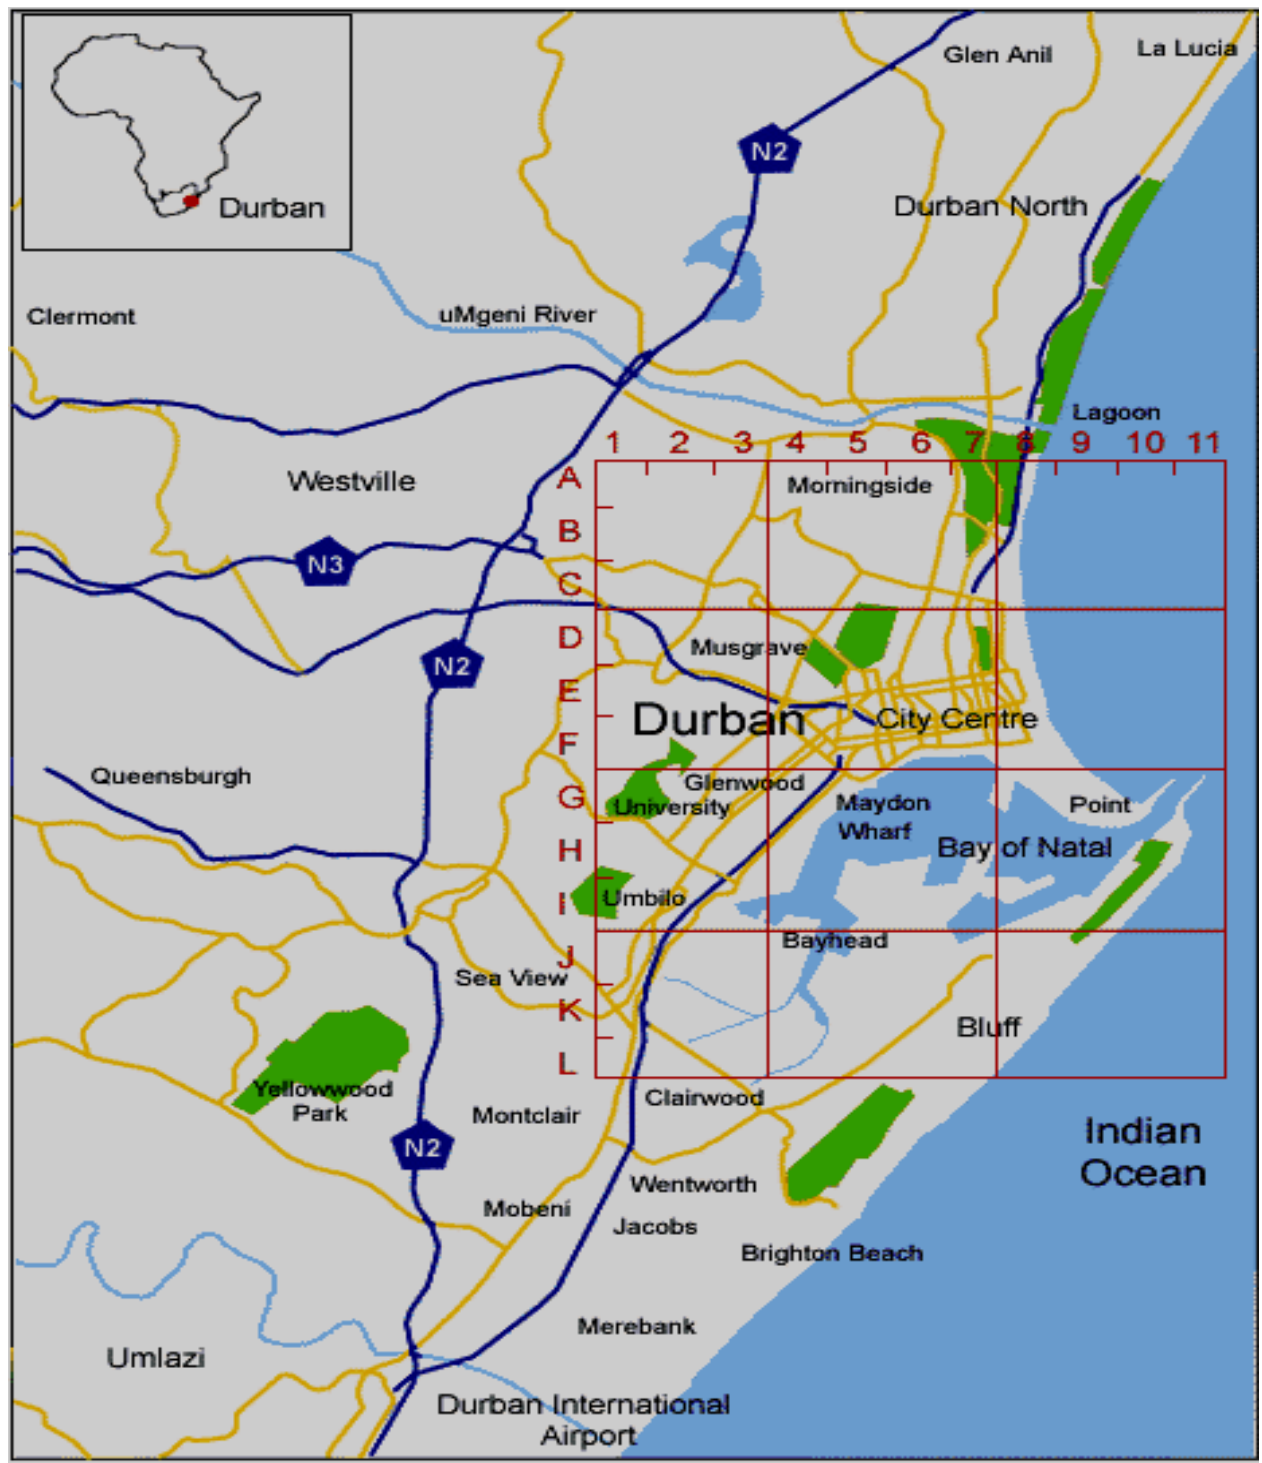 Glen Anil
La Lucia
N2
Durban
Durban North
Clermont
uMgeni River
Lagoon
1 2 3 4 5 6 7 8 9 10 11
A
Westville
Morningside
B
N3
C
D
Musgrave
N2
E
Durban
City Centre
F
Queensburgh
Glenwood
G
University
Maydon
Wharf
Point
H
Bay of Natal
I
Umbilo
Bayhead
J
Sea View
K
Bluff
L
Yellowwood
Park
Clairwood
Montclair
Indian
Ocean
N2
Wentworth
Mobeni
Jacobs
Brighton Beach
Merebank
Umlazi
Durban International
Airport